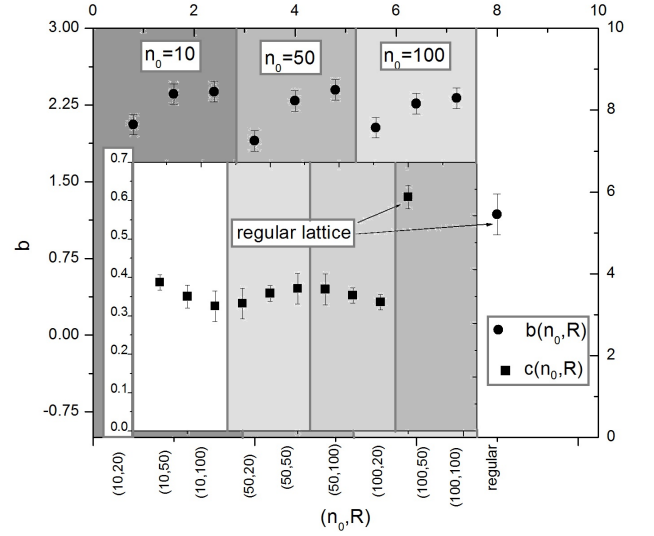 0 2 4 6 8 10
3.00
2.25
1.50
0.75
0.00
-0.75
b
10
8
6
4
2
0
n0=10
n0=50
n0=100
0.7
0.6
0.5
0.4
0.3
0.2
0.1
0.0
regular lattice
b(n0,R)
c(n0,R)
(10,20)
(10,50)
(10,100)
(50,20)
(50,50)
(50,100)
(100,20)
(100,50)
(100,100)
regular
(n0,R)